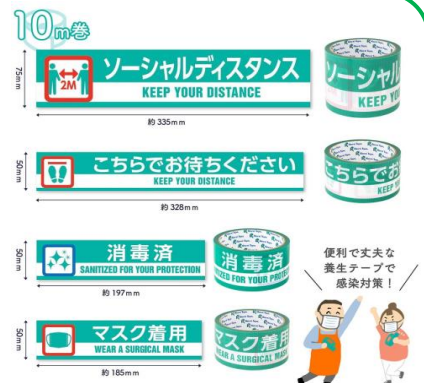 10m巻
75mm
2M
ソーシャルディスタンス
KEEP YOUR DISTANCE
約335mm
ソーシャル
KEEP YO
50mm
こちらでお待ちください
KEEP YOUR DISTANCE
約328mm
こちらでお
KEEP
50mm
消毒済
SANITIZED FOR YOUR PROTECTION
約197mm
消毒済
便利で丈夫な
養生テープで
感染対策！
50mm
マスク着用
WEAR A SURGICAL MASK
約185mm
マスク着用
WEAR A SURGICAL MASK